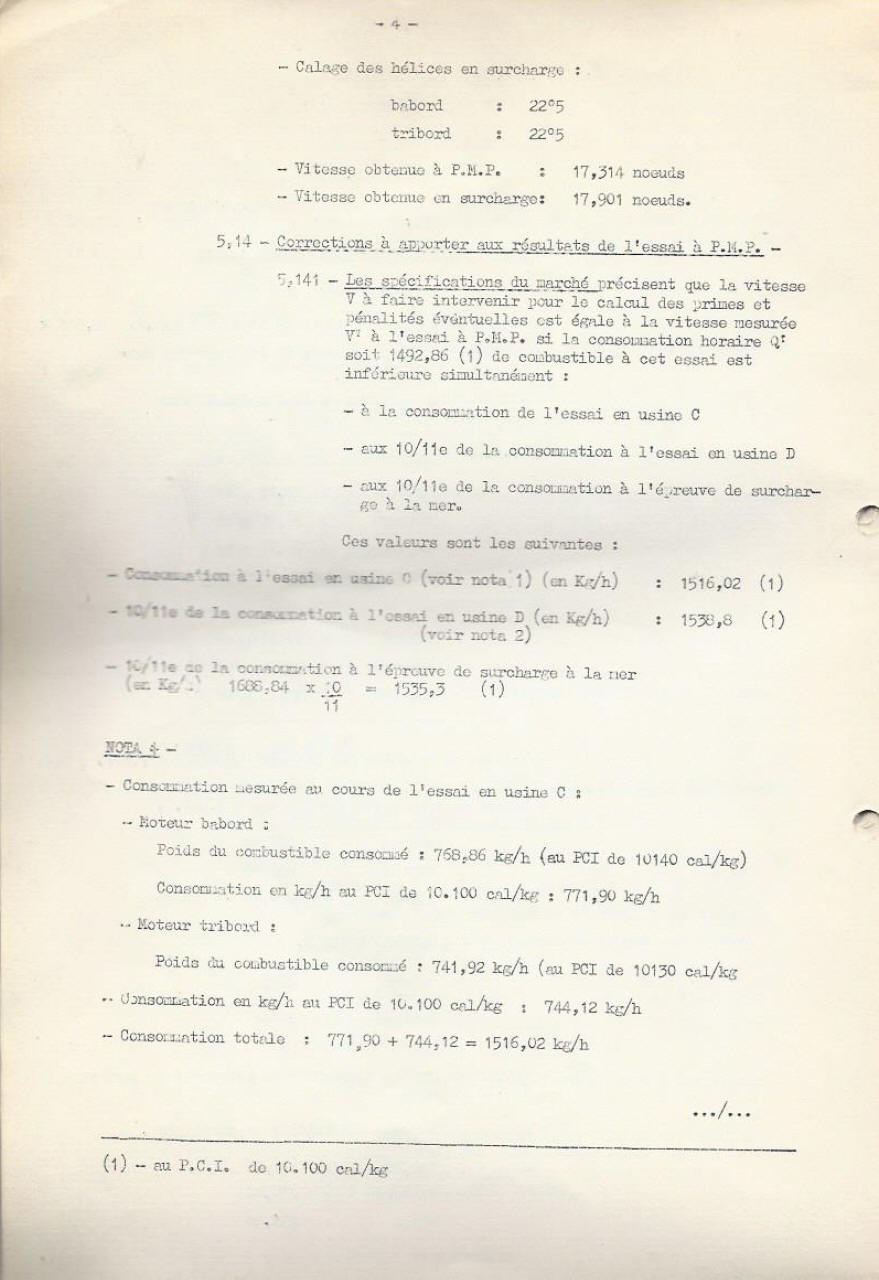 - 4 -
- Calage des hélices en surcharge :
babord : 22°5
tribord : 22°5
- Vitesse obtenue à P.M.P. : 17,314 noeuds
- Vitesse obtenue en surcharge: 17,901 noeuds.
5,14 - Corrections à apporter aux résultats de l'essai à P.M.P. -
5,141 - Les spécifications du marché précisent que la vitesse
V à faire intervenir pour le calcul des primes et
pénalités éventuelles est égale à la vitesse mesurée
V' à l'essai à P.M.P. si la consommation horaire Q'
soit 1492,86 (1) de combustible à cet essai est
inférieure simultanément :
- à la consommation de l'essai en usine C
- aux 10/11e de la consommation à l'essai en usine D
- aux 10/11e de la consommation à l'épreuve de surchar-
ge à la mer.
Ces valeurs sont les suivantes :
- Consommation à l'essai en usine C (voir nota 1) (en Kg/h) : 1516,02 (1)
- 10/11e de la consommation à l'essai en usine D (en Kg/h) : 1538,8 (1)
(voir nota 2)
- 10/11e de la consommation à l'épreuve de surcharge à la mer
(en Kg/h) 1688,84 x 10 = 1535,3 (1)
11
NOTA 1 -
- Consommation mesurée au cours de l'essai en usine C :
- Moteur babord :
Poids du combustible consommé : 768,86 kg/h (au PCI de 10140 cal/kg)
Consommation en kg/h au PCI de 10.100 cal/kg : 771,90 kg/h
- Moteur tribord :
Poids du combustible consommé : 741,92 kg/h (au PCI de 10130 cal/kg
- Consommation en kg/h au PCI de 10.100 cal/kg : 744,12 kg/h
- Consommation totale : 771,90 + 744,12 = 1516,02 kg/h
.../...
(1) - au P.C.I. de 10.100 cal/kg